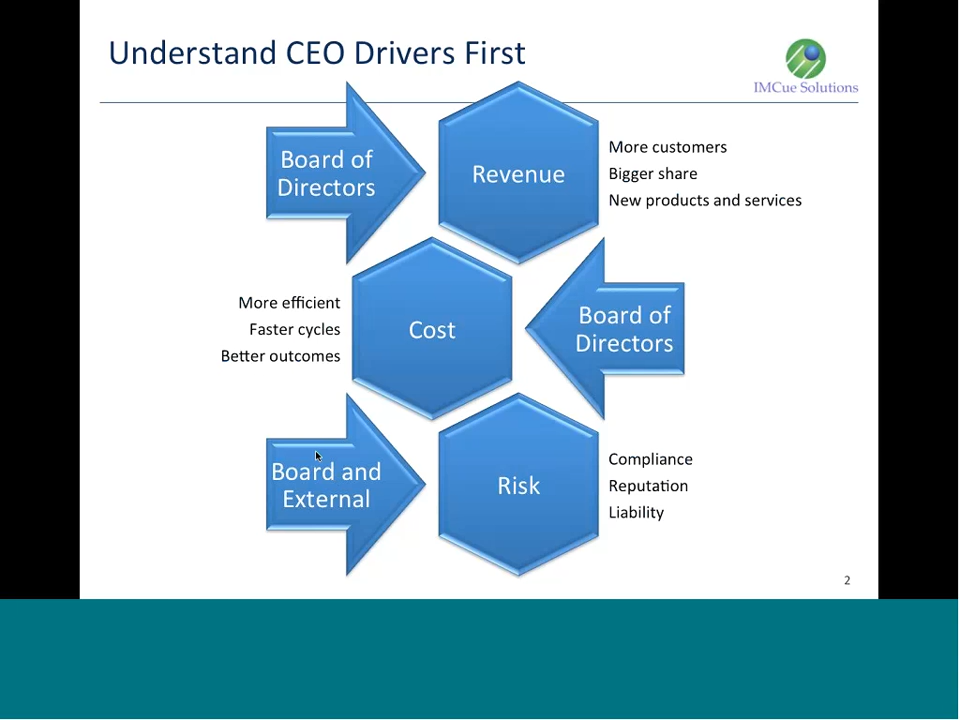 Understand CEO Drivers First
IMCue Solutions
Board of
Directors
Revenue
More customers
Bigger share
New products and services
More efficient
Faster cycles
Better outcomes
Cost
Board of
Directors
Board and
External
Risk
Compliance
Reputation
Liability
2